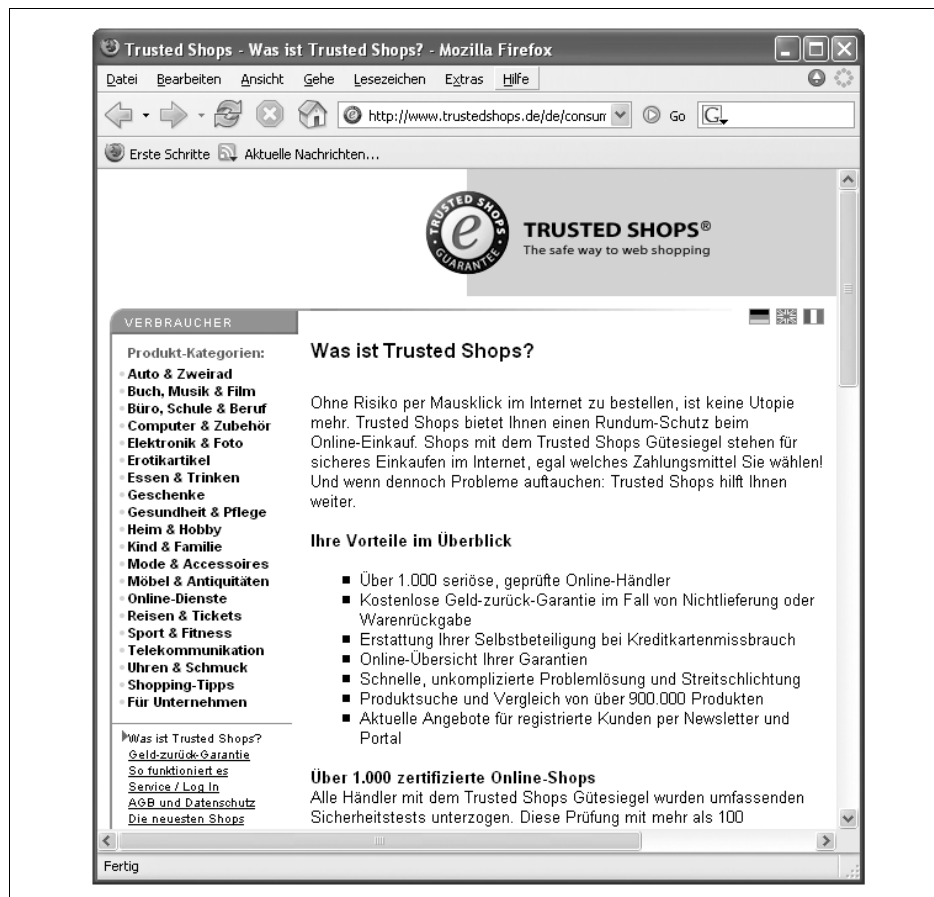 Trusted Shops - Was ist Trusted Shops? - Mozilla Firefox
Datei Bearbeiten Ansicht Gehe Lesezeichen Extras Hilfe
http://www.trustedshops.de/de/consum
Go
G
Erste Schritte Aktuelle Nachrichten...
TRUSTED SHOPS
e
GUARANTEE
TRUSTED SHOPS®
The safe way to web shopping
VERBRAUCHER
Produkt-Kategorien:
Auto & Zweirad
Buch, Musik & Film
Büro, Schule & Beruf
Computer & Zubehör
Elektronik & Foto
Erotikartikel
Essen & Trinken
Geschenke
Gesundheit & Pflege
Heim & Hobby
Kind & Familie
Mode & Accessoires
Möbel & Antiquitäten
Online-Dienste
Reisen & Tickets
Sport & Fitness
Telekommunikation
Uhren & Schmuck
Shopping-Tipps
Für Unternehmen
Was ist Trusted Shops?
Geld-zurück-Garantie
So funktioniert es
Service / Log In
AGB und Datenschutz
Die neuesten Shops
Was ist Trusted Shops?
Ohne Risiko per Mausklick im Internet zu bestellen, ist keine Utopie
mehr. Trusted Shops bietet Ihnen einen Rundum-Schutz beim
Online-Einkauf. Shops mit dem Trusted Shops Gütesiegel stehen für
sicheres Einkaufen im Internet, egal welches Zahlungsmittel Sie wählen!
Und wenn dennoch Probleme auftauchen: Trusted Shops hilft Ihnen
weiter.
Ihre Vorteile im Überblick
Über 1.000 seriöse, geprüfte Online-Händler
Kostenlose Geld-zurück-Garantie im Fall von Nichtlieferung oder
Warenrückgabe
Erstattung Ihrer Selbstbeteiligung bei Kreditkartenmissbrauch
Online-Übersicht Ihrer Garantien
Schnelle, unkomplizierte Problemlösung und Streitschlichtung
Produktsuche und Vergleich von über 900.000 Produkten
Aktuelle Angebote für registrierte Kunden per Newsletter und
Portal
Über 1.000 zertifizierte Online-Shops
Alle Händler mit dem Trusted Shops Gütesiegel wurden umfassenden
Sicherheitstests unterzogen. Diese Prüfung mit mehr als 100
Fertig